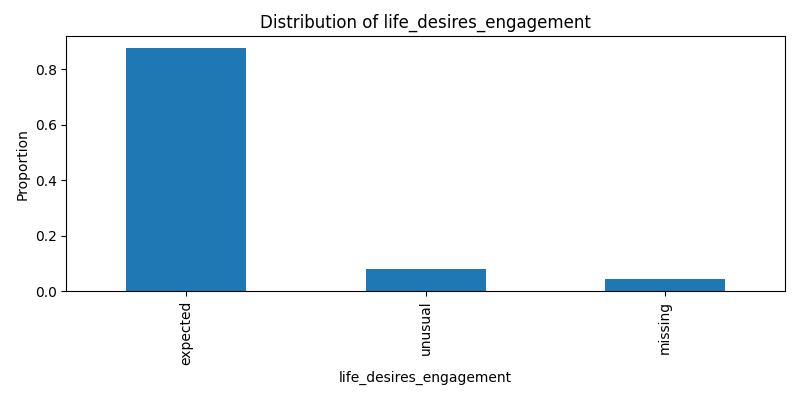 Distribution of life_desires_engagement
Proportion
0.8
0.6
0.4
0.2
0.0
expected
unusual
missing
life_desires_engagement